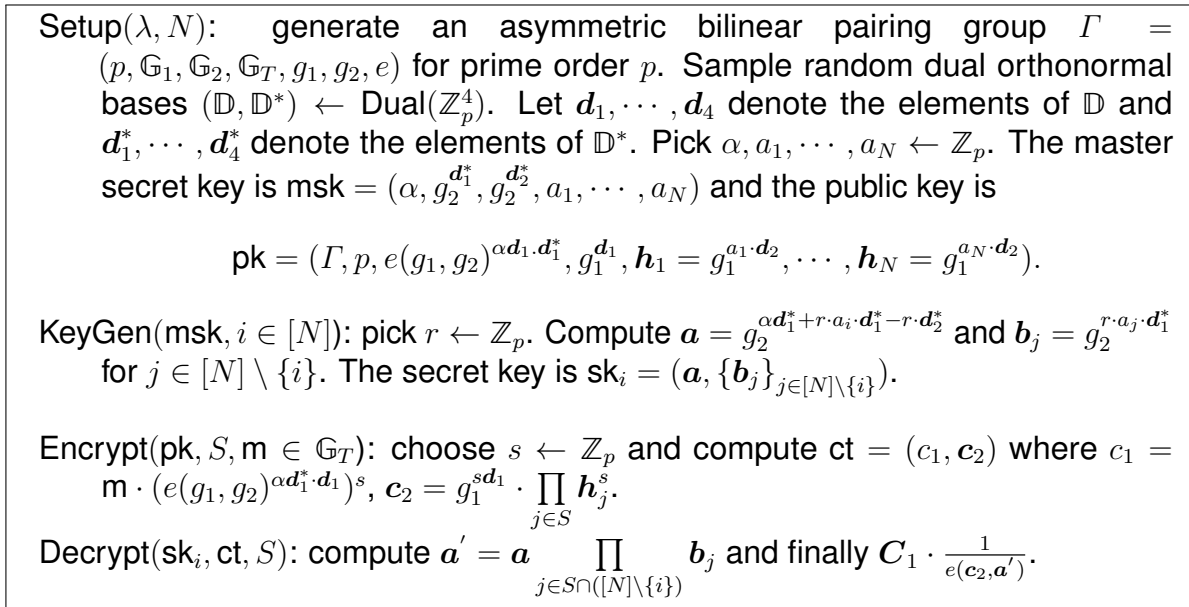 Setup(λ, N): generate an asymmetric bilinear pairing group Γ =
(p, 𝔾₁, 𝔾₂, 𝔾_T, g₁, g₂, e) for prime order p. Sample random dual orthonormal
bases (𝔻, 𝔻*) ← Dual(ℤ_p^4). Let d₁, ⋯ , d₄ denote the elements of 𝔻 and
d₁*, ⋯ , d₄* denote the elements of 𝔻*. Pick α, a₁, ⋯ , a_N ← ℤ_p. The master
secret key is msk = (α, g₂^{d₁*}, g₂^{d₂*}, a₁, ⋯ , a_N) and the public key is
pk = (Γ, p, e(g₁, g₂)^{αd₁.d₁*}, g₁^{d₁}, h₁ = g₁^{a₁·d₂}, ⋯ , h_N = g₁^{a_N·d₂}).
KeyGen(msk, i ∈ [N]): pick r ← ℤ_p. Compute a = g₂^{αd₁*+r·a_i·d₁*−r·d₂*} and b_j = g₂^{r·a_j·d₁*}
for j ∈ [N] \ {i}. The secret key is sk_i = (a, {b_j}_{j∈[N]\{i}}).
Encrypt(pk, S, m ∈ 𝔾_T): choose s ← ℤ_p and compute ct = (c₁, c₂) where c₁ =
m · (e(g₁, g₂)^{αd₁*·d₁})^s, c₂ = g₁^{sd₁} · ∏_{j∈S} h_j^s.
Decrypt(sk_i, ct, S): compute a′ = a ∏_{j∈S∩([N]\{i})} b_j and finally C₁ · 1/e(c₂,a′).